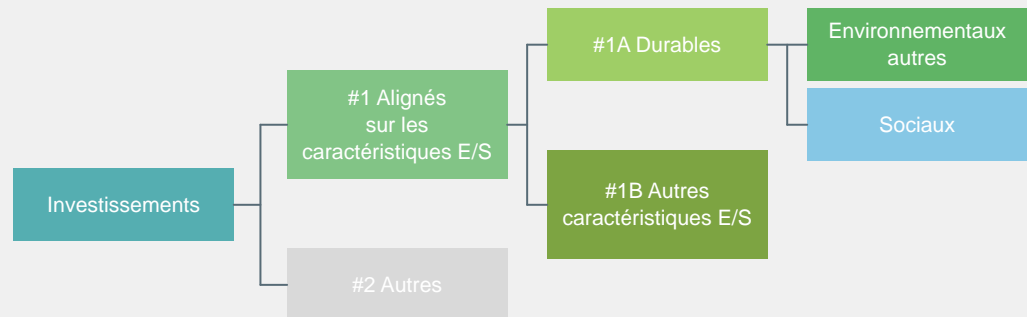 Investissements
#1 Alignés
sur les
caractéristiques E/S
#2 Autres
#1A Durables
#1B Autres
caractéristiques E/S
Environnementaux
autres
Sociaux